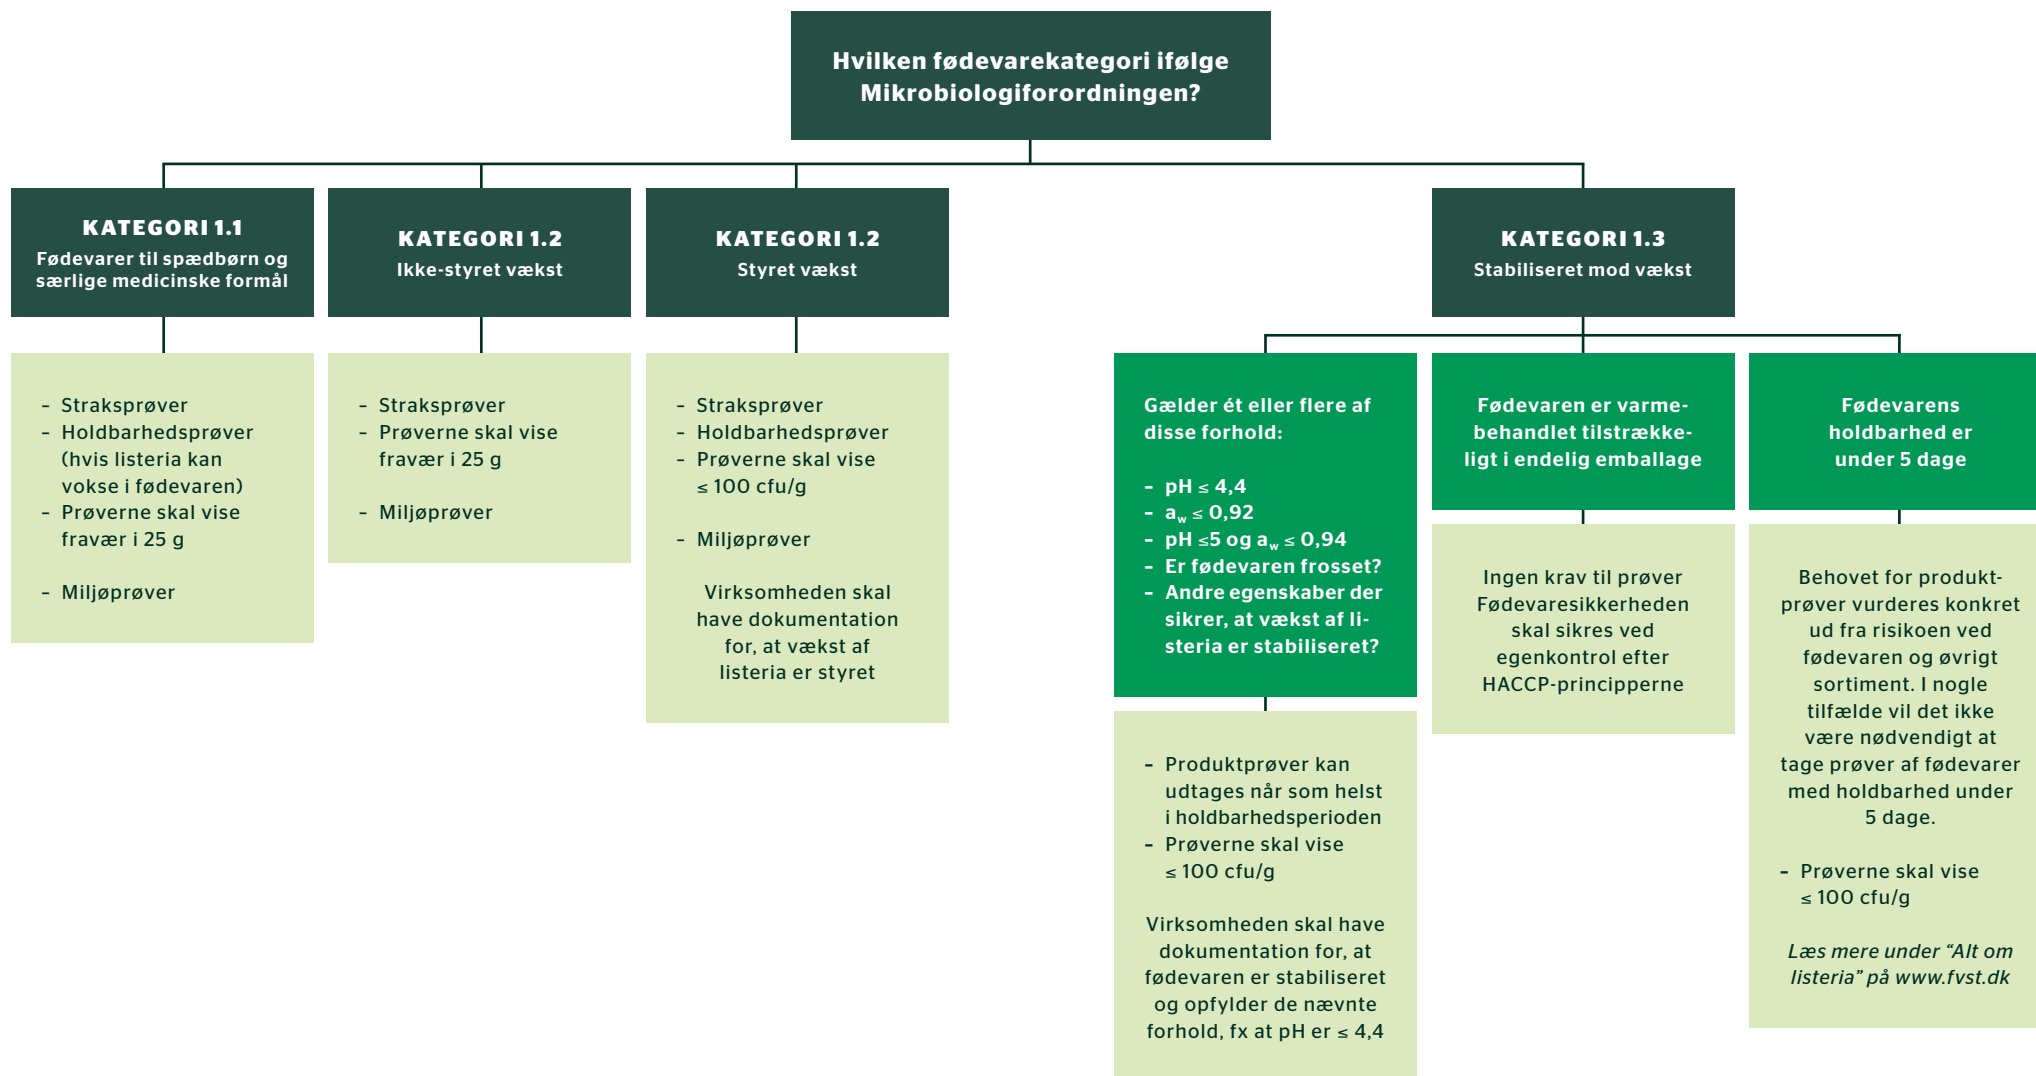 Hvilken fødevarekategori ifølge
Mikrobiologiforordningen?
KATEGORI 1.1
Fødevarer til spædbørn og
særlige medicinske formål
– Straksprøver
– Holdbarhedsprøver
(hvis listeria kan
vokse i fødevaren)
– Prøverne skal vise
fravær i 25 g
– Miljøprøver
KATEGORI 1.2
Ikke-styret vækst
– Straksprøver
– Prøverne skal vise
fravær i 25 g
– Miljøprøver
KATEGORI 1.2
Styret vækst
– Straksprøver
– Holdbarhedsprøver
– Prøverne skal vise
≤ 100 cfu/g
– Miljøprøver
Virksomheden skal
have dokumentation
for, at vækst af
listeria er styret
KATEGORI 1.3
Stabiliseret mod vækst
Gælder ét eller flere af
disse forhold:
– pH ≤ 4,4
– a_w ≤ 0,92
– pH ≤5 og a_w ≤ 0,94
– Er fødevaren frosset?
– Andre egenskaber der
sikrer, at vækst af li-
steria er stabiliseret?
– Produktprøver kan
udtages når som helst
i holdbarhedsperioden
– Prøverne skal vise
≤ 100 cfu/g
Virksomheden skal have
dokumentation for, at
fødevaren er stabiliseret
og opfylder de nævnte
forhold, fx at pH er ≤ 4,4
Fødevaren er varme-
behandlet tilstrække-
ligt i endelig emballage
Ingen krav til prøver
Fødevaresikkerheden
skal sikres ved
egenkontrol efter
HACCP-principperne
Fødevarens
holdbarhed er
under 5 dage
Behovet for produkt-
prøver vurderes konkret
ud fra risikoen ved
fødevaren og øvrigt
sortiment. I nogle
tilfælde vil det ikke
være nødvendigt at
tage prøver af fødevarer
med holdbarhed under
5 dage.
– Prøverne skal vise
≤ 100 cfu/g
Læs mere under “Alt om
listeria” på www.fvst.dk